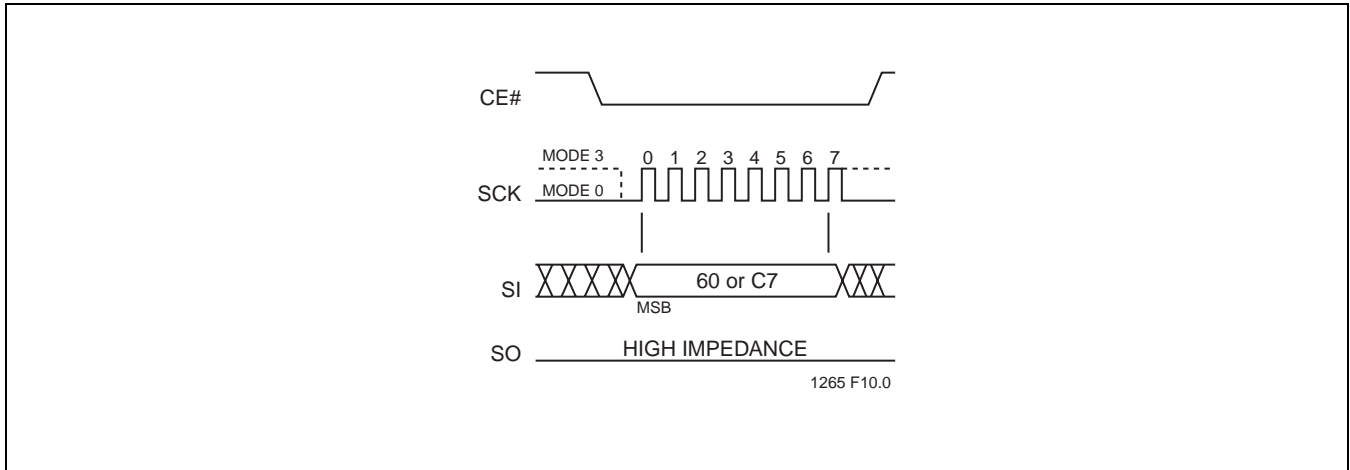 CE#
MODE 3
0 1 2 3 4 5 6 7
SCK
MODE 0
SI
60 or C7
MSB
SO
HIGH IMPEDANCE
1265 F10.0